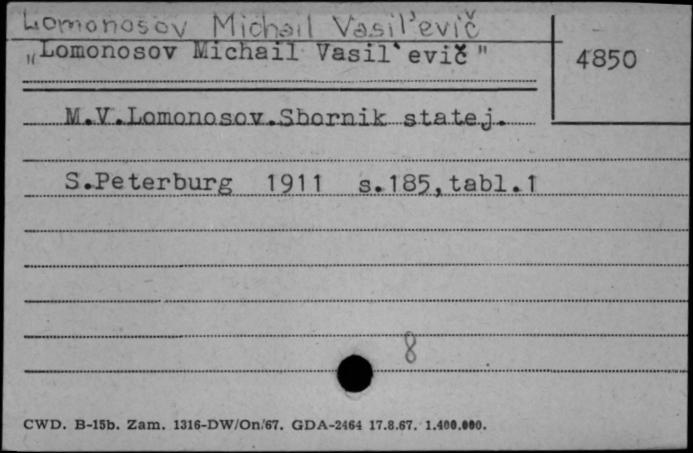 Lomonosov Michail Vasil'evič
„Lomonosov Michail Vasil`evič"
4850
M.V.Lomonosov.Sbornik statej.
S.Peterburg 1911 s.185,tabl.1
8
CWD. B-15b. Zam. 1316-DW/On/67. GDA-2464 17.8.67. 1.400.000.